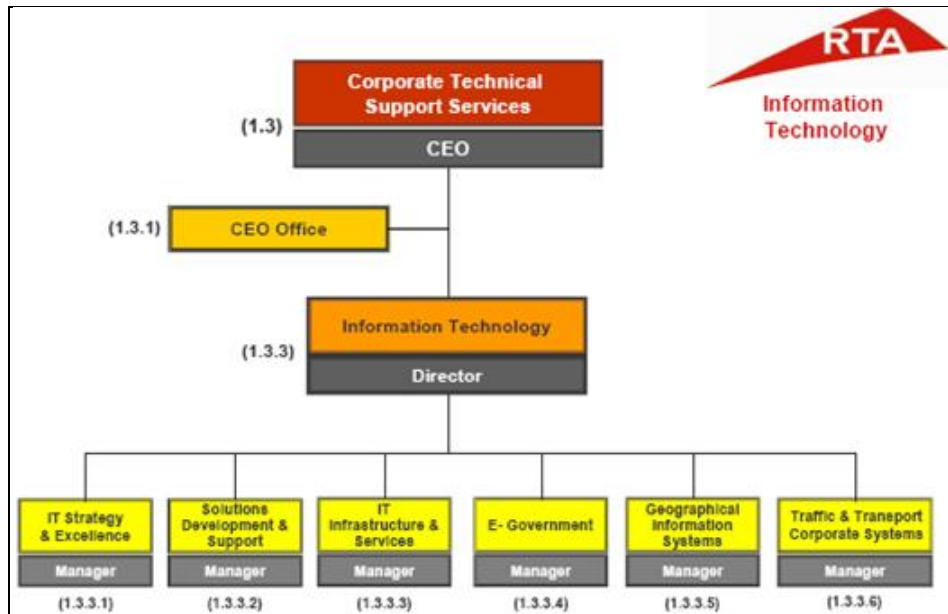 RTA
Information
Technology
Corporate Technical
Support Services
(1.3)
CEO
(1.3.1)
CEO Office
Information Technology
(1.3.3)
Director
IT Strategy
& Excellence
Manager
(1.3.3.1)
Solutions
Development &
Support
Manager
(1.3.3.2)
IT
Infrastructure &
Services
Manager
(1.3.3.3)
E- Government
Manager
(1.3.3.4)
Geographical
Information
Systems
Manager
(1.3.3.5)
Traffic & Transport
Corporate Systems
Manager
(1.3.3.6)